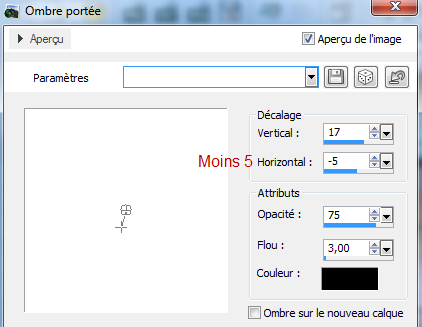 Ombre portée
Aperçu
Aperçu de l'image
Paramètres
Décalage
Vertical : 17
Moins 5 Horizontal : -5
Attributs
Opacité : 75
Flou : 3,00
Couleur :
Ombre sur le nouveau calque